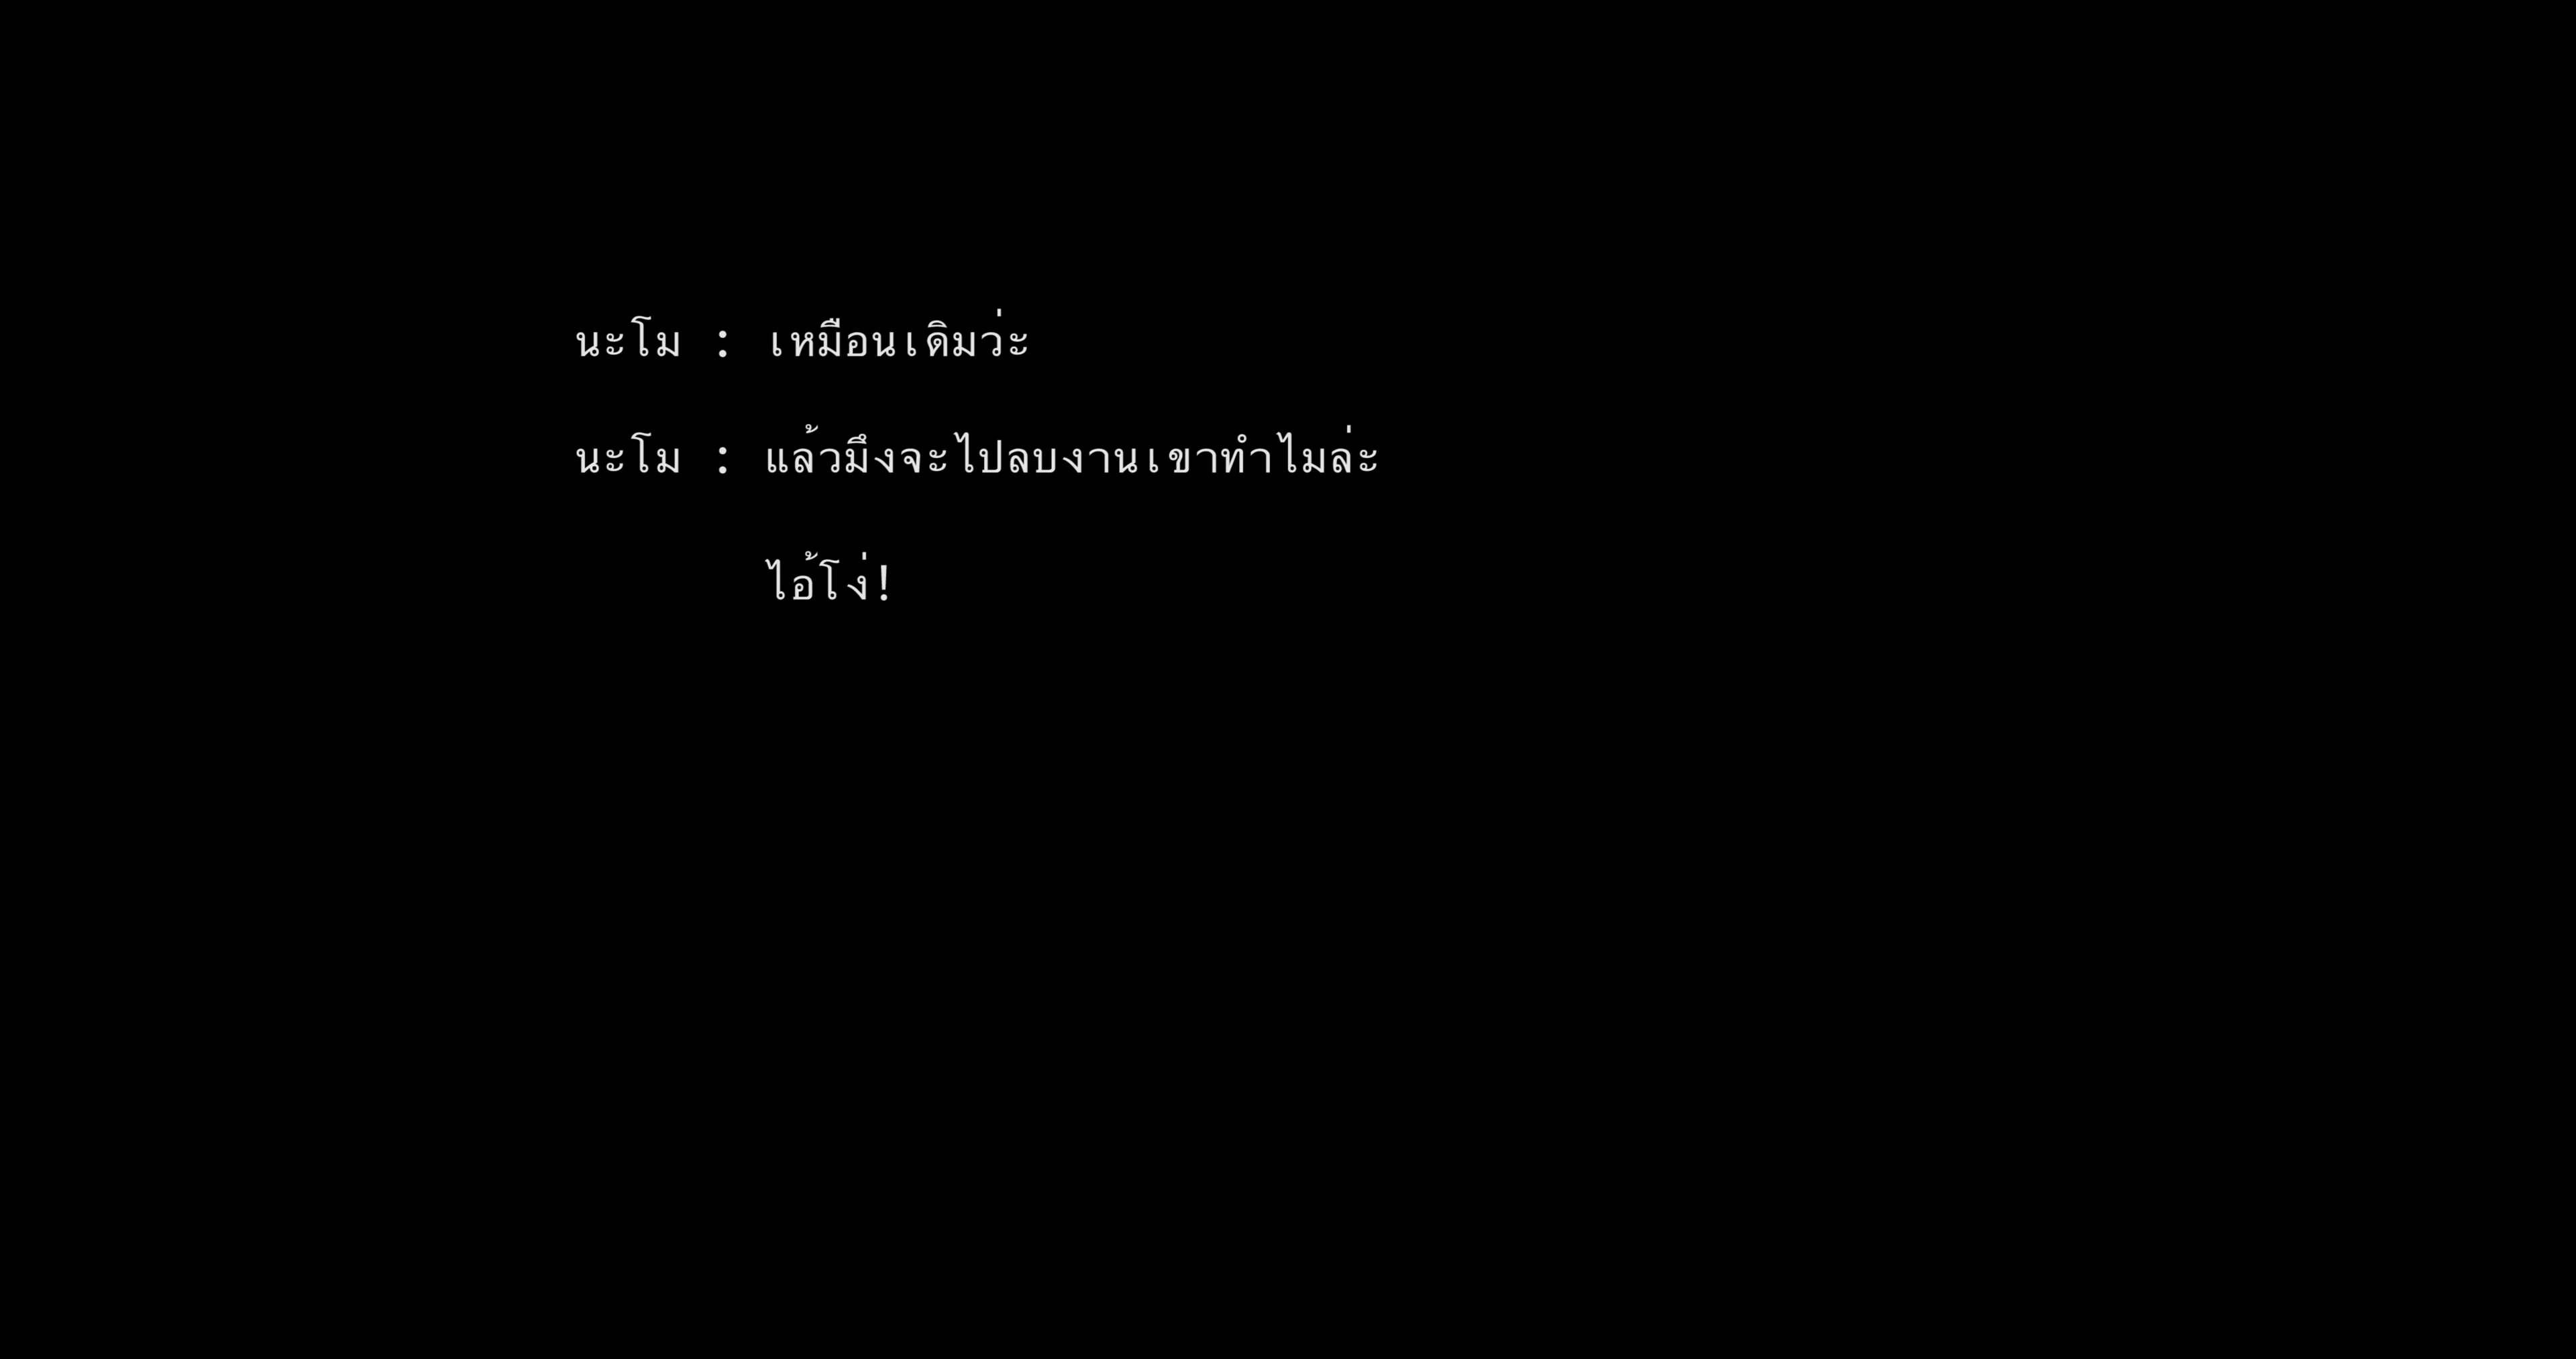 นะโม : เหมือนเดิมว่ะ
นะโม : แล้วมึงจะไปลบงานเขาทำไมล่ะ
ไอ้โง่!